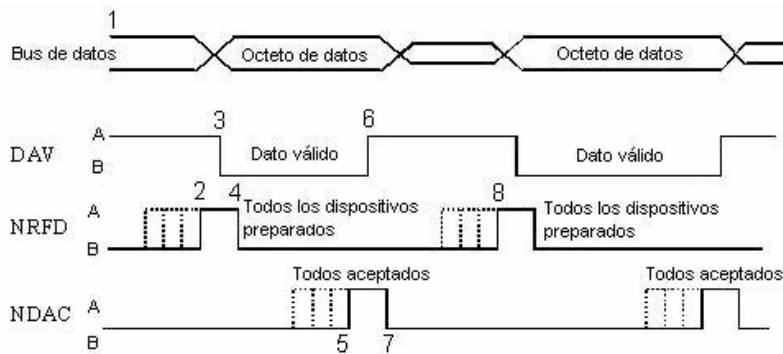 1
Bus de datos
Octeto de datos
Octeto de datos
3
6
DAV
A
B
Dato válido
Dato válido
2
4
8
NRFD
A
B
Todos los dispositivos
preparados
Todos los dispositivos
preparados
Todos aceptados
Todos aceptados
NDAC
A
B
5
7